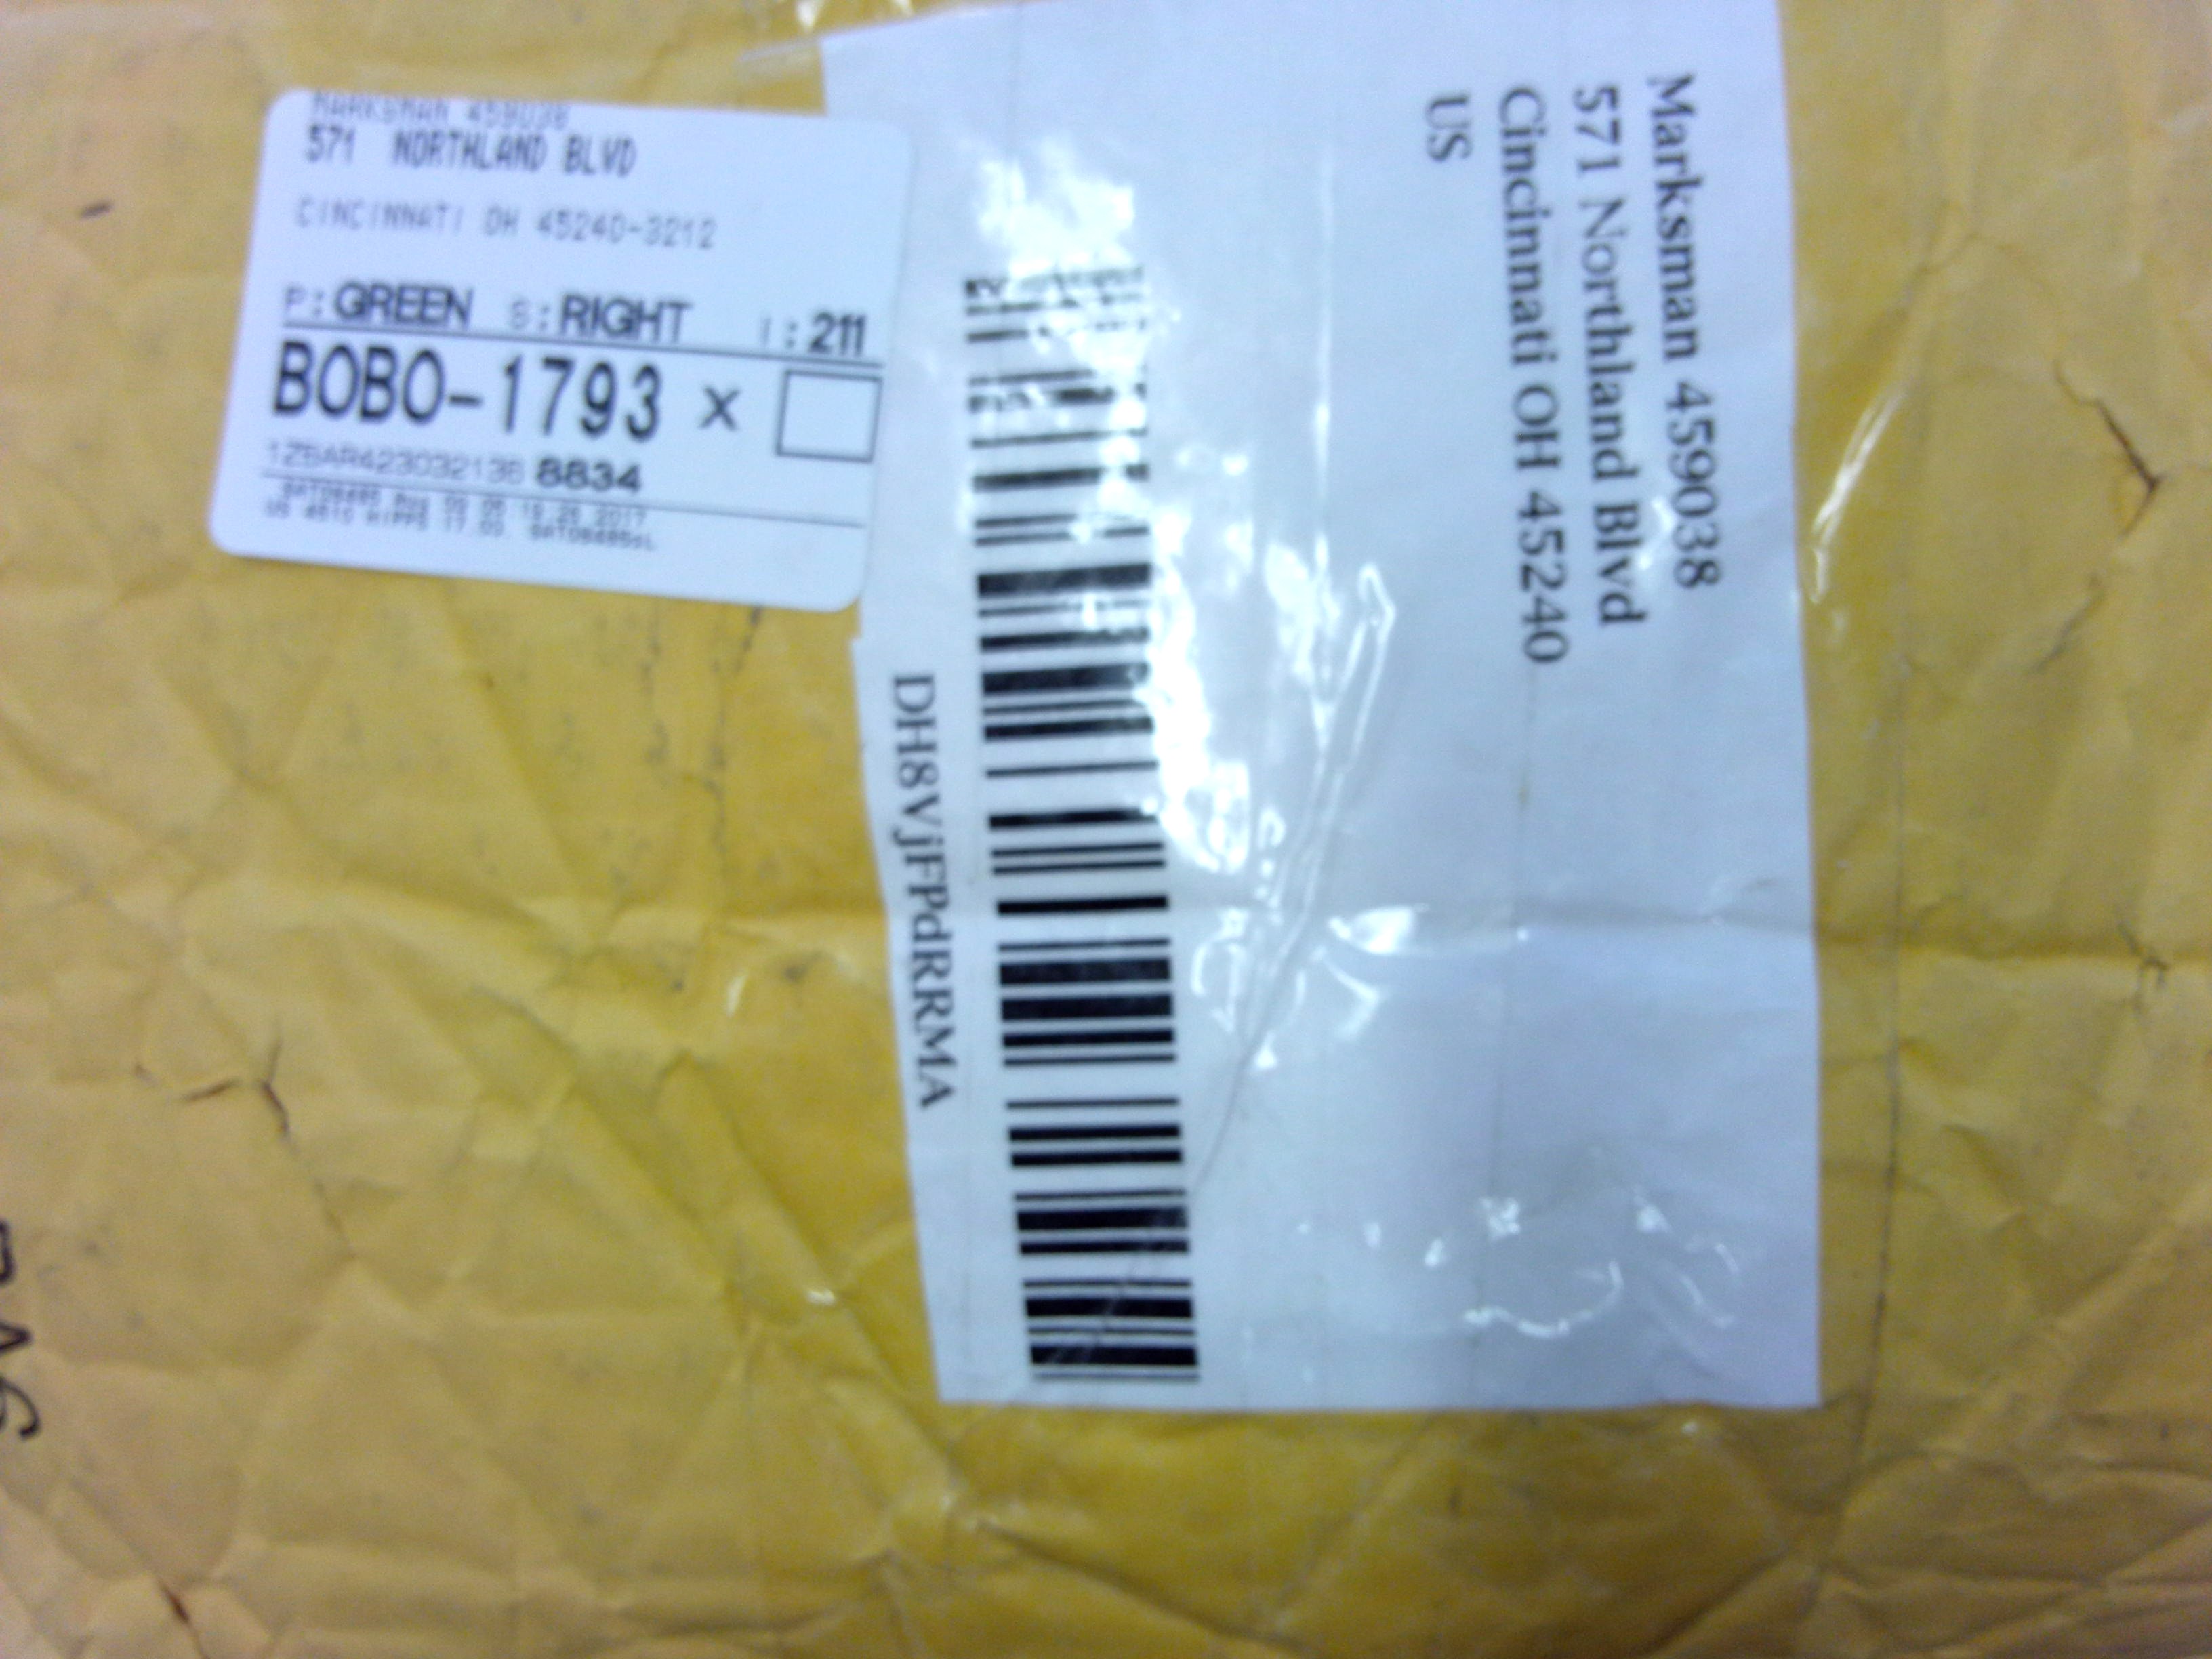 MARKSMAN 459038
571 NORTHLAND BLVD
CINCINNATI OH 45240-3212
P: GREEN S: RIGHT I: 211
BOBO-1793 X
8834
Marksman 459038
571 Northland Blvd
Cincinnati OH 45240
US
DH8VjFPdRRMA